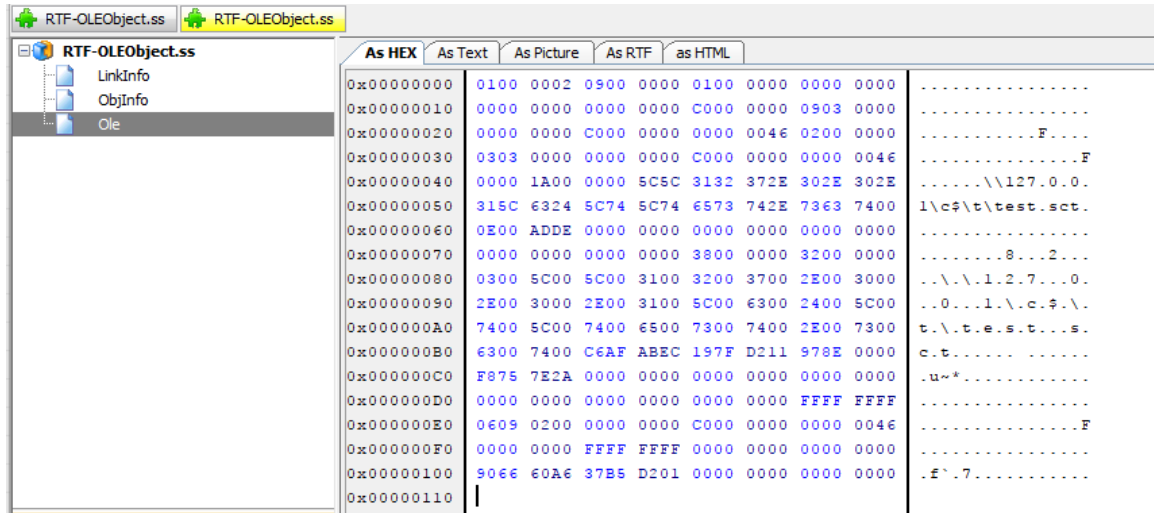 RTF-OLEObject.ss RTF-OLEObject.ss
RTF-OLEObject.ss
LinkInfo
ObjInfo
Ole
As HEX As Text As Picture As RTF as HTML
0x00000000 0100 0002 0900 0000 0100 0000 0000 0000 ................
0x00000010 0000 0000 0000 0000 C000 0000 0903 0000 ................
0x00000020 0000 0000 C000 0000 0000 0046 0200 0000 ...........F....
0x00000030 0303 0000 0000 0000 C000 0000 0000 0046 ...............F
0x00000040 0000 1A00 0000 5C5C 3132 372E 302E 302E ......\\127.0.0.
0x00000050 315C 6324 5C74 5C74 6573 742E 7363 7400 1\c$\t\test.sct.
0x00000060 0E00 ADDE 0000 0000 0000 0000 0000 0000 ................
0x00000070 0000 0000 0000 0000 3800 0000 3200 0000 ........8...2...
0x00000080 0300 5C00 5C00 3100 3200 3700 2E00 3000 ..\.\.1.2.7...0.
0x00000090 2E00 3000 2E00 3100 5C00 6300 2400 5C00 ..0...1.\.c.$.\.
0x000000A0 7400 5C00 7400 6500 7300 7400 2E00 7300 t.\.t.e.s.t...s.
0x000000B0 6300 7400 C6AF ABEC 197F D211 978E 0000 c.t...... ......
0x000000C0 F875 7E2A 0000 0000 0000 0000 0000 0000 .u~*............
0x000000D0 0000 0000 0000 0000 0000 0000 FFFF FFFF ................
0x000000E0 0609 0200 0000 0000 C000 0000 0000 0046 ...............F
0x000000F0 0000 0000 FFFF FFFF 0000 0000 0000 0000 ................
0x00000100 9066 60A6 37B5 D201 0000 0000 0000 0000 .f`.7...........
0x00000110